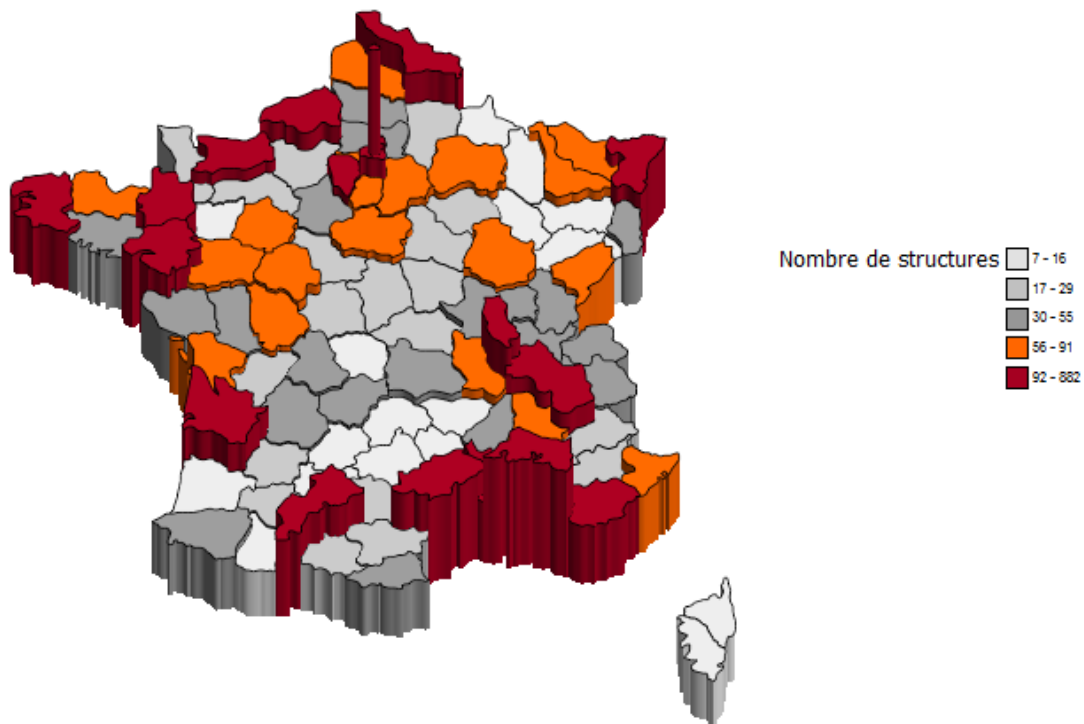 Nombre de structures
7 - 16
17 - 29
30 - 55
56 - 91
92 - 882